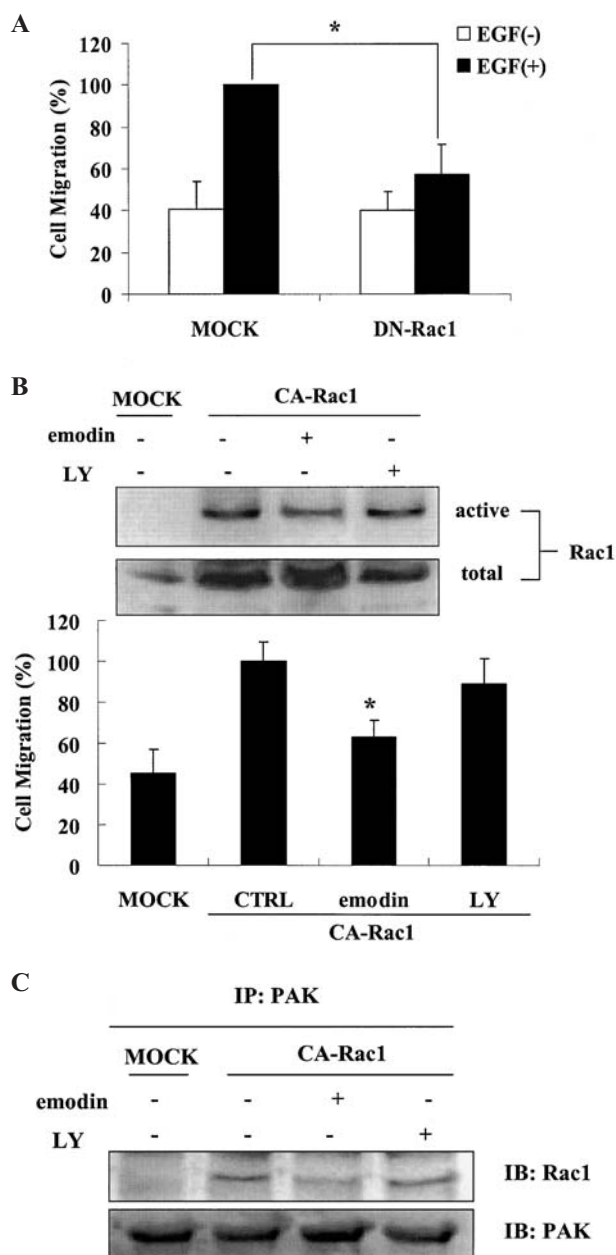 A
120
100
80
60
40
20
0
Cell Migration (%)
*
EGF(-)
EGF(+)
MOCK DN-Rac1
B
MOCK CA-Rac1
emodin - - + -
LY - - - +
active
total
Rac1
120
100
80
60
40
20
0
Cell Migration (%)
*
MOCK CTRL emodin LY
CA-Rac1
C
IP: PAK
MOCK CA-Rac1
emodin - - + -
LY - - - +
IB: Rac1
IB: PAK